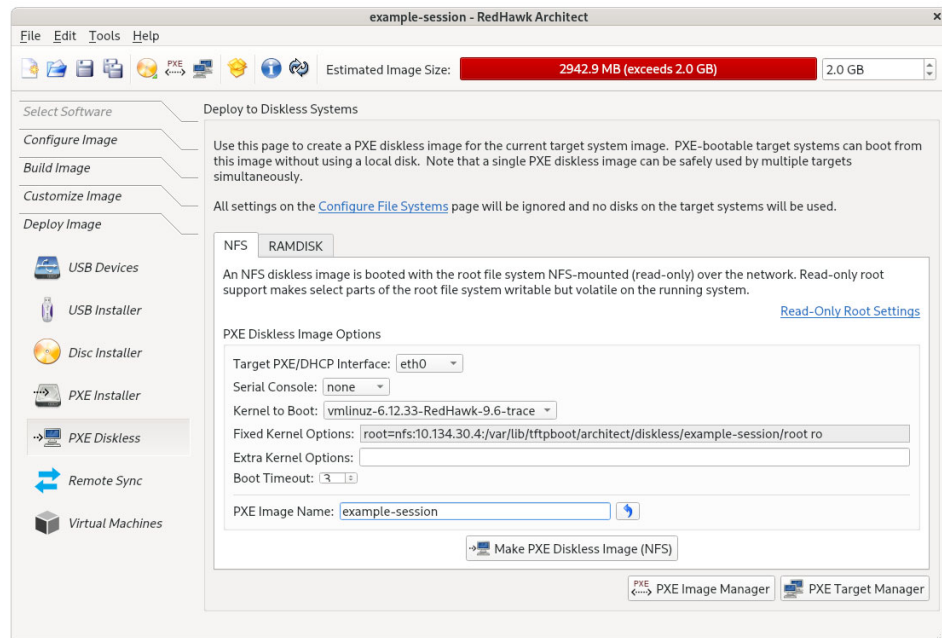 example-session - RedHawk Architect
File Edit Tools Help
PXE
Estimated Image Size: 2942.9 MB (exceeds 2.0 GB) 2.0 GB
Select Software
Configure Image
Build Image
Customize Image
Deploy Image
USB Devices
USB Installer
Disc Installer
PXE Installer
PXE Diskless
Remote Sync
Virtual Machines
Deploy to Diskless Systems
Use this page to create a PXE diskless image for the current target system image. PXE-bootable target systems can boot from
this image without using a local disk. Note that a single PXE diskless image can be safely used by multiple targets
simultaneously.
All settings on the Configure File Systems page will be ignored and no disks on the target systems will be used.
NFS RAMDISK
An NFS diskless image is booted with the root file system NFS-mounted (read-only) over the network. Read-only root
support makes select parts of the root file system writable but volatile on the running system.
Read-Only Root Settings
PXE Diskless Image Options
Target PXE/DHCP Interface: eth0
Serial Console: none
Kernel to Boot: vmlinuz-6.12.33-RedHawk-9.6-trace
Fixed Kernel Options: root=nfs:10.134.30.4:/var/lib/tftpboot/architect/diskless/example-session/root ro
Extra Kernel Options:
Boot Timeout: 3
PXE Image Name: example-session
Make PXE Diskless Image (NFS)
PXE PXE Image Manager PXE Target Manager